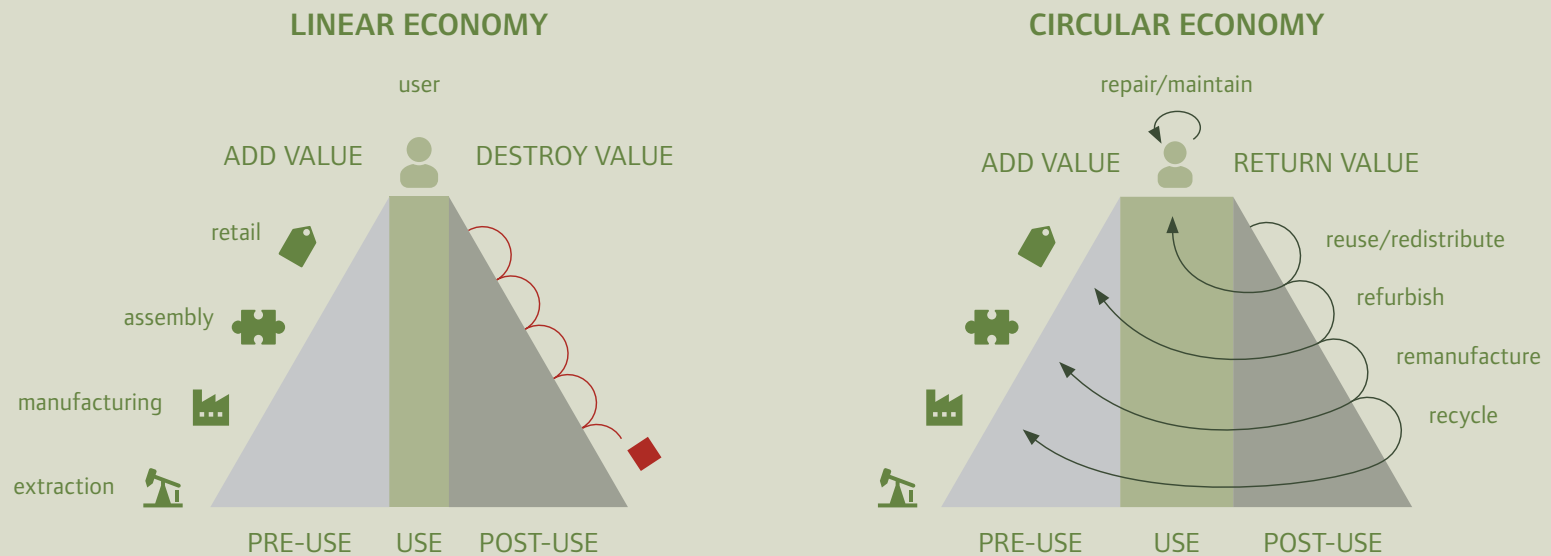 LINEAR ECONOMY
user
ADD VALUE
DESTROY VALUE
retail
assembly
manufacturing
extraction
PRE-USE
USE
POST-USE
CIRCULAR ECONOMY
repair/maintain
ADD VALUE
RETURN VALUE
reuse/redistribute
refurbish
remanufacture
recycle
PRE-USE
USE
POST-USE